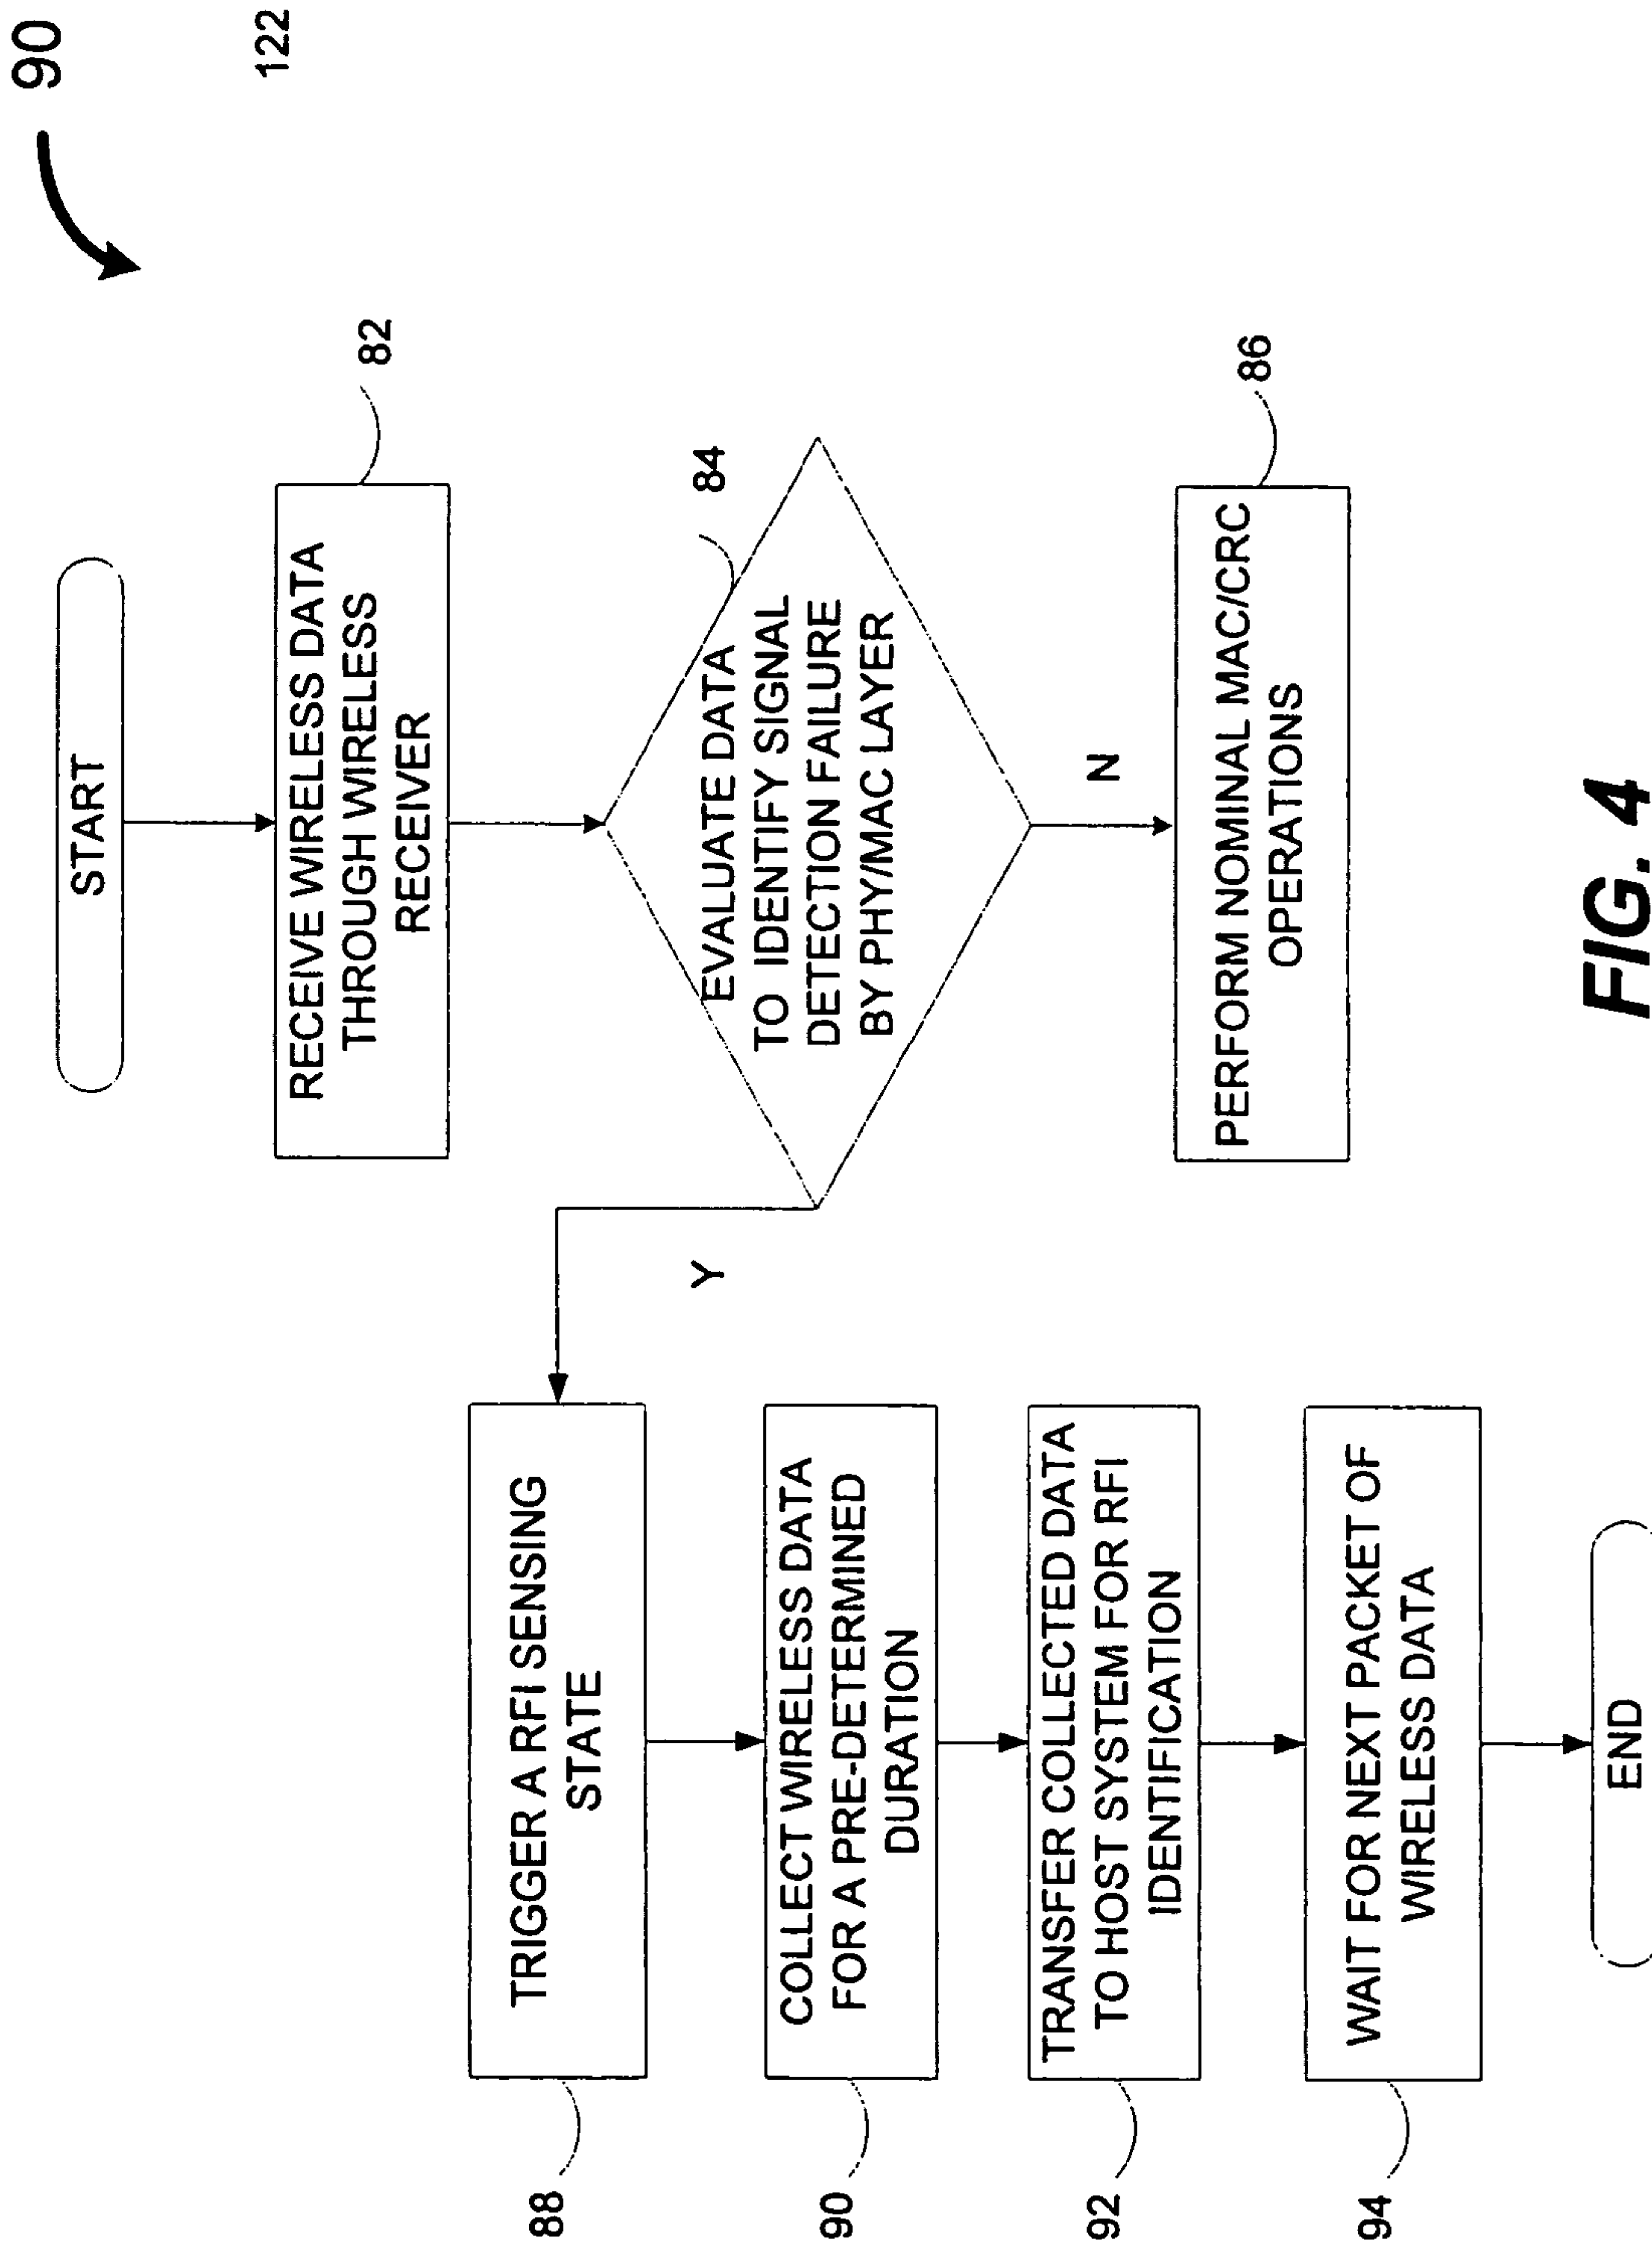 90
122
START
RECEIVE WIRELESS DATA
THROUGH WIRELESS
RECEIVER
82
EVALUATE DATA
TO IDENTIFY SIGNAL
DETECTION FAILURE
BY PHY/MAC LAYER
84
N
PERFORM NOMINAL MAC/CRC
OPERATIONS
86
Y
TRIGGER A RFI SENSING
STATE
88
COLLECT WIRELESS DATA
FOR A PRE-DETERMINED
DURATION
90
TRANSFER COLLECTED DATA
TO HOST SYSTEM FOR RFI
IDENTIFICATION
92
WAIT FOR NEXT PACKET OF
WIRELESS DATA
94
END
FIG. 4